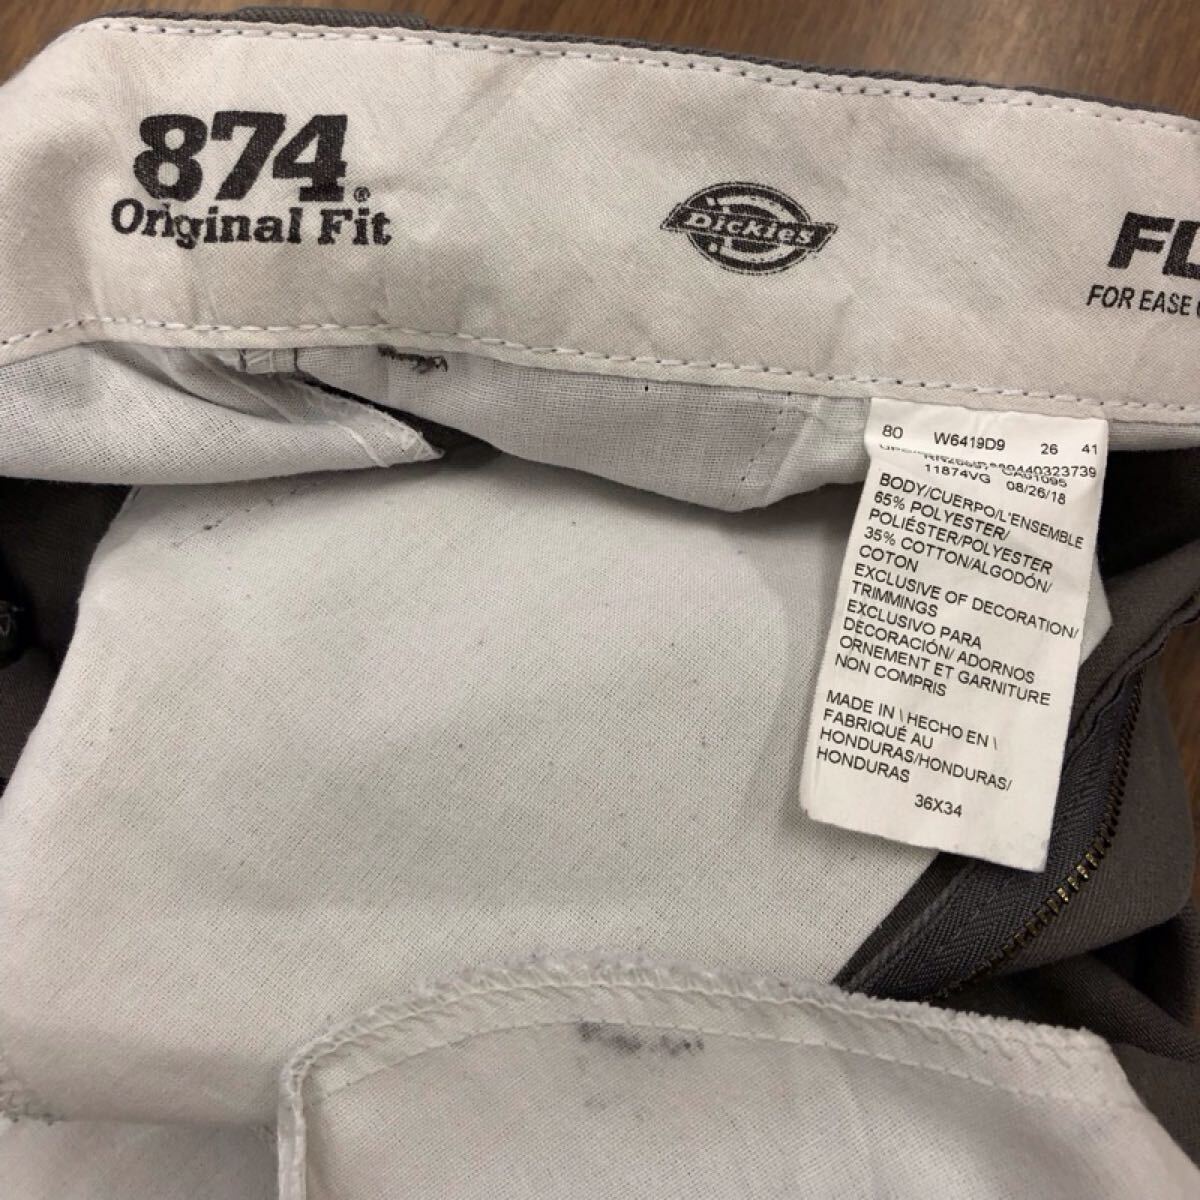 874®
Original Fit
Dickies
FOR EASE
80 W6419D9 26 41
11874VG 08/26/18
BODY/CUERPO/L'ENSEMBLE
65% POLYESTER/
POLIÉSTER/POLYESTER
35% COTTON/ALGODÓN/
COTON
EXCLUSIVE OF DECORATION/
TRIMMINGS
EXCLUSIVO PARA
DECORACIÓN/ ADORNOS
ORNEMENT ET GARNITURE
NON COMPRIS
MADE IN \ HECHO EN \
FABRIQUÉ AU
HONDURAS/HONDURAS/
HONDURAS
36X34